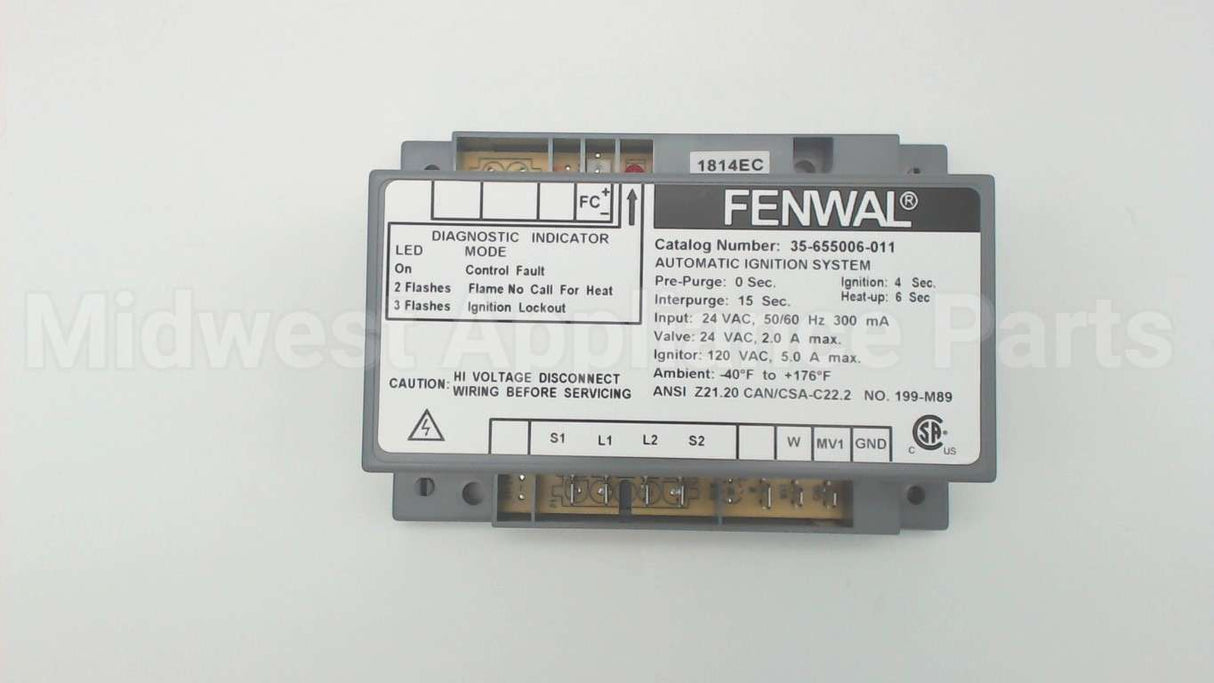 1814EC
FC + -
FENWAL®
DIAGNOSTIC INDICATOR
LED MODE
On Control Fault
2 Flashes Flame No Call For Heat
3 Flashes Ignition Lockout
CAUTION: HI VOLTAGE DISCONNECT
WIRING BEFORE SERVICING
Catalog Number: 35-655006-011
AUTOMATIC IGNITION SYSTEM
Pre-Purge: 0 Sec. Ignition: 4 Sec.
Interpurge: 15 Sec. Heat-up: 6 Sec
Input: 24 VAC, 50/60 Hz 300 mA
Valve: 24 VAC, 2.0 A max.
Ignitor: 120 VAC, 5.0 A max.
Ambient: -40°F to +176°F
ANSI Z21.20 CAN/CSA-C22.2 NO. 199-M89
S1 L1 L2 S2 W MV1 GND
C SA® US
Midwest Appliance Parts